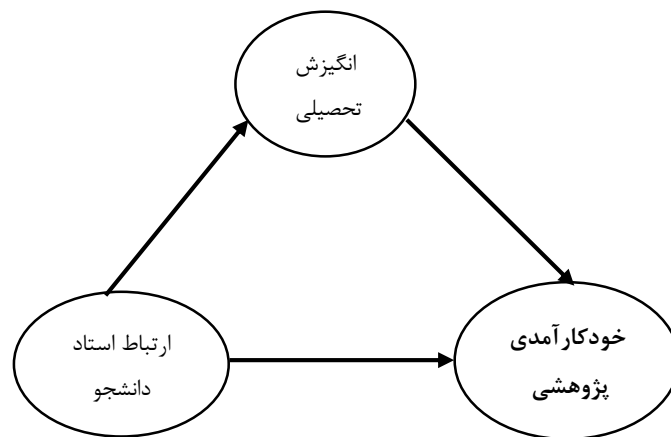 انگیزش
تحصیلی
ارتباط استاد
دانشجو
خودکارآمدی
پژوهشی